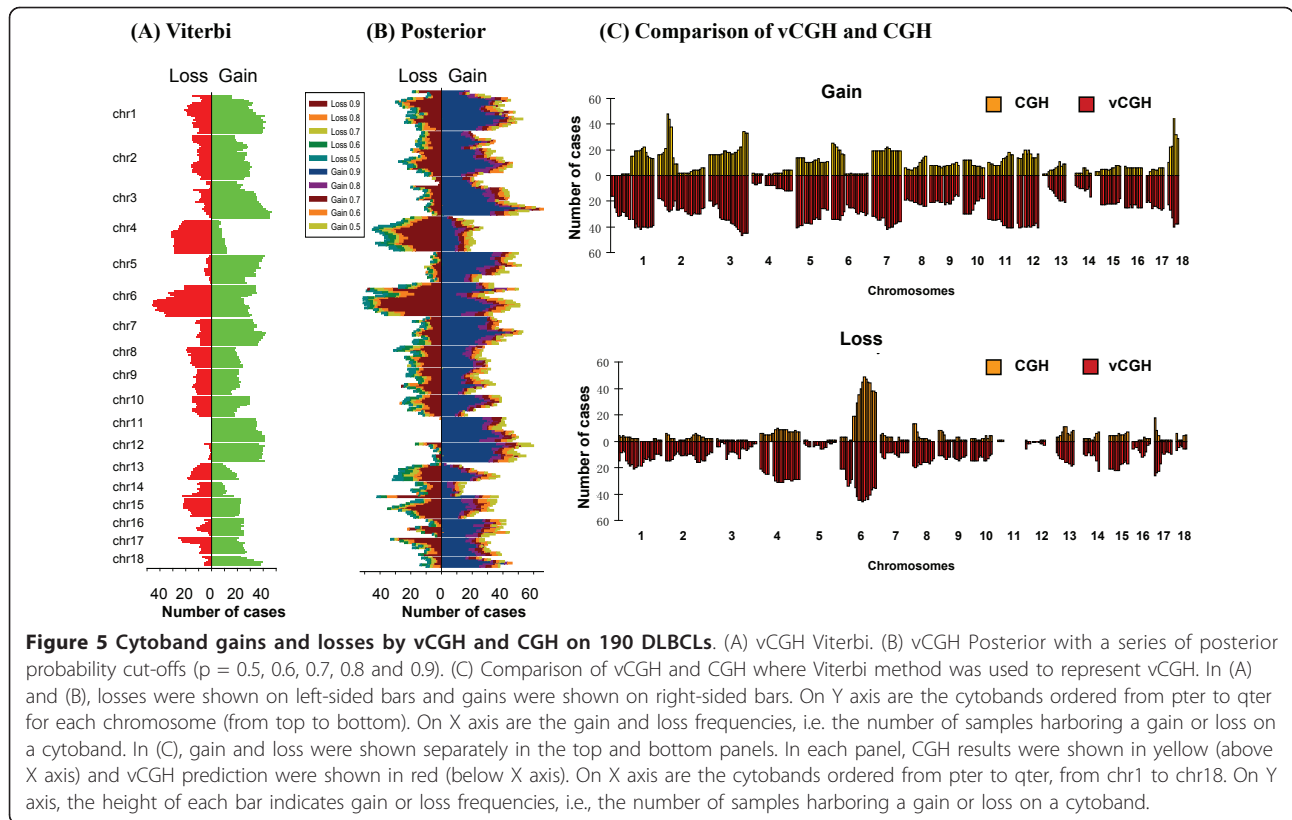 (A) Viterbi
Loss Gain
chr1
chr2
chr3
chr4
chr5
chr6
chr7
chr8
chr9
chr10
chr11
chr12
chr13
chr14
chr15
chr16
chr17
chr18
40 20 0 20 40
Number of cases
(B) Posterior
Loss Gain
Loss 0.9
Loss 0.8
Loss 0.7
Loss 0.6
Loss 0.5
Gain 0.9
Gain 0.8
Gain 0.7
Gain 0.6
Gain 0.5
40 20 0 20 40 60
Number of cases
(C) Comparison of vCGH and CGH
Gain
CGH vCGH
Number of cases
60
40
20
0
20
40
60
1 2 3 4 5 6 7 8 9 10 11 12 13 14 15 16 17 18
Chromosomes
Loss
CGH vCGH
Number of cases
60
40
20
0
20
40
60
1 2 3 4 5 6 7 8 9 10 11 12 13 14 15 16 17 18
Chromosomes
Figure 5 Cytoband gains and losses by vCGH and CGH on 190 DLBCLs. (A) vCGH Viterbi. (B) vCGH Posterior with a series of posterior
probability cut-offs (p = 0.5, 0.6, 0.7, 0.8 and 0.9). (C) Comparison of vCGH and CGH where Viterbi method was used to represent vCGH. In (A)
and (B), losses were shown on left-sided bars and gains were shown on right-sided bars. On Y axis are the cytobands ordered from pter to qter
for each chromosome (from top to bottom). On X axis are the gain and loss frequencies, i.e. the number of samples harboring a gain or loss on
a cytoband. In (C), gain and loss were shown separately in the top and bottom panels. In each panel, CGH results were shown in yellow (above
X axis) and vCGH prediction were shown in red (below X axis). On X axis are the cytobands ordered from pter to qter, from chr1 to chr18. On Y
axis, the height of each bar indicates gain or loss frequencies, i.e., the number of samples harboring a gain or loss on a cytoband.